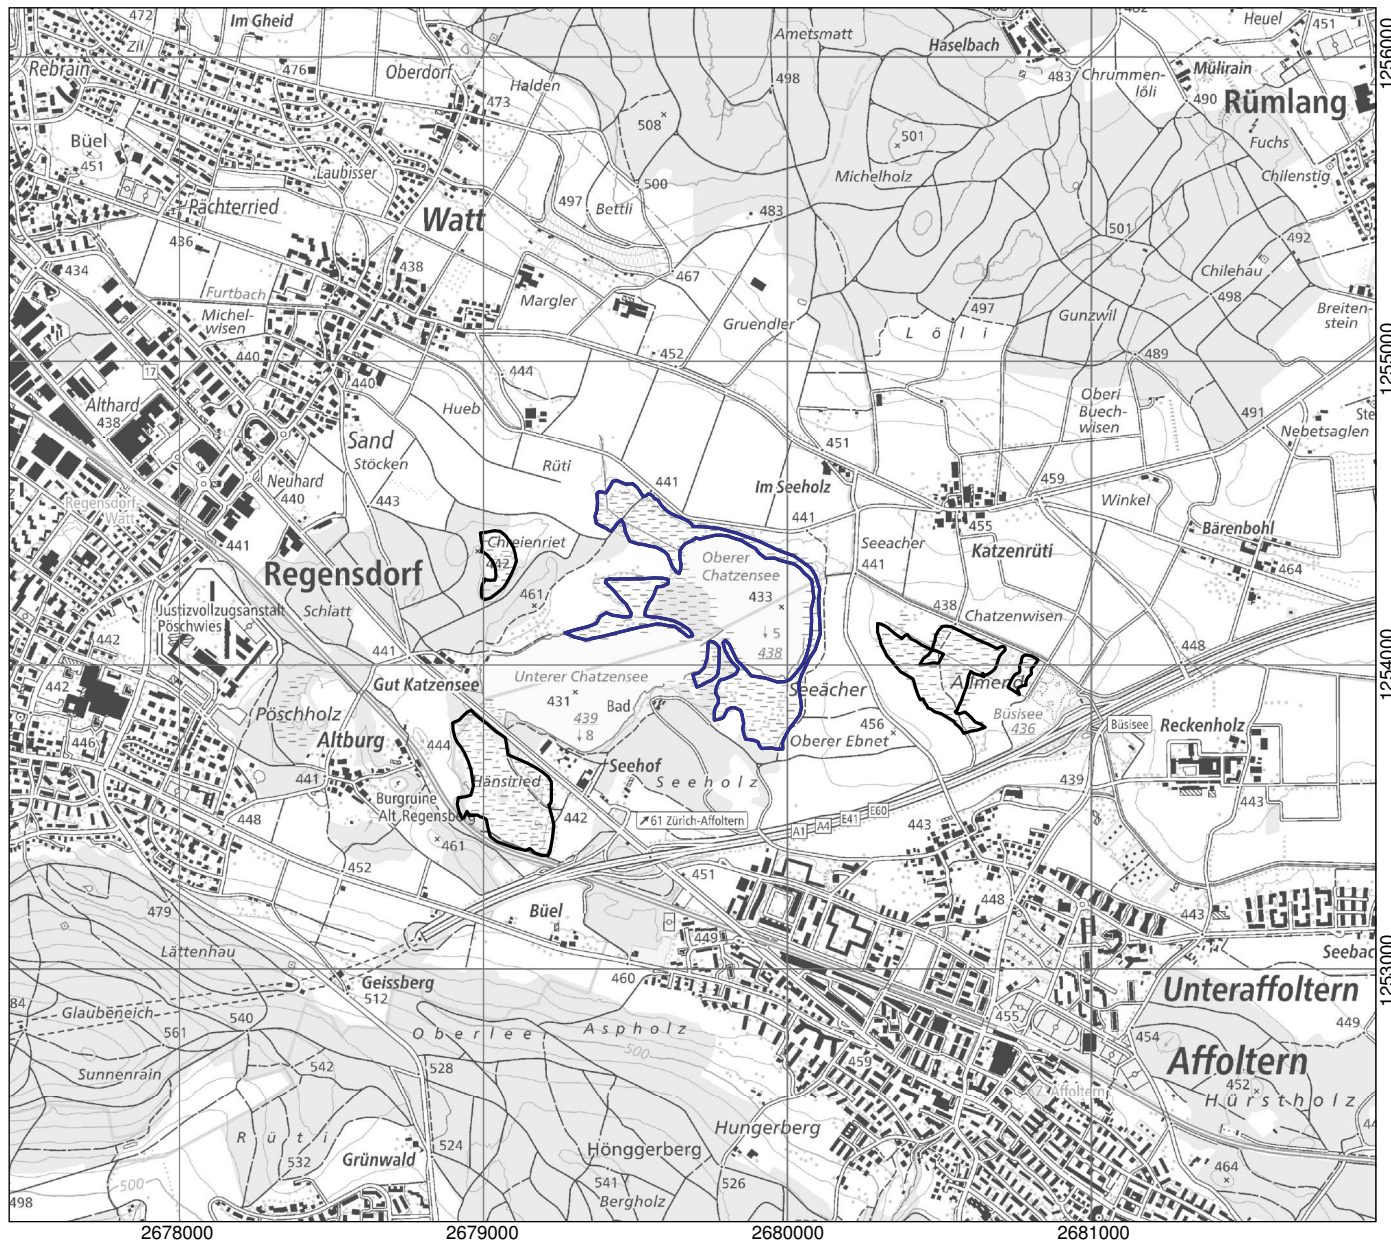 472
Im Gheid
Ametsmatt
482
Heuel
451
Zil
Haselbach
Rebrain
476
Oberdorf
Halden
498
483
Chrummen-
löli
Mülirain
1256000
473
490
Rümlang
508
501
Fuchs
Büel
451
Laubisser
Michelholz
Chilenstig
500
497
Bettli
Pächterried
Watt
483
436
501
492
434
438
467
Chilehau
Furtbach
Margler
498
Michel-
wisen
Gruendler
497
Gunzwil
Breiten-
stein
Löli
440
452
489
1255000
17
444
440
Althard
438
Hueb
Oberi
Buech-
wisen
491
Ste
Sand
451
Nebetsaglen
Stöcken
Rüti
Neuhard
440
441
Im Seeholz
459
Winkel
443
Regensdorf-
Watt
441
455
Bärenbohl
441
Chreienriet
Seeacher
Katzenrüti
442
Oberer
Chatzensee
441
464
Regensdorf
461
433
438
Chatzenwisen
Justizvollzugsanstalt
Pöschwies
Schlatt
5
442
441
438
448
1254000
Unterer Chatzensee
Allmend
442
Gut Katzensee
431
Bad
Seeächer
Pöschholz
439
8
Büsisee
436
Büsisee
Reckenholz
456
Altburg
444
Oberer Ebnet
446
Seehof
441
Hänsiried
Seeholz
439
Burgruine
Alt Regensberg
443
448
442
61 Zürich-Affoltern
A1
A4
E41
E60
443
461
452
451
448
479
Büel
443
Lättenhau
449
Seebac
1253000
460
Geissberg
512
Unteraffoltern
84
Glaubeneich
561
540
Oberlee
Aspholz
455
449
500
454
Affoltern
Sunnenrain
542
528
459
452
Z. Affoltern
Hürstholz
Hungerberg
Rüti
524
44
532
Grünwald
Hönggerberg
541
526
464
500
Bergholz
498
2678000
2679000
2680000
2681000